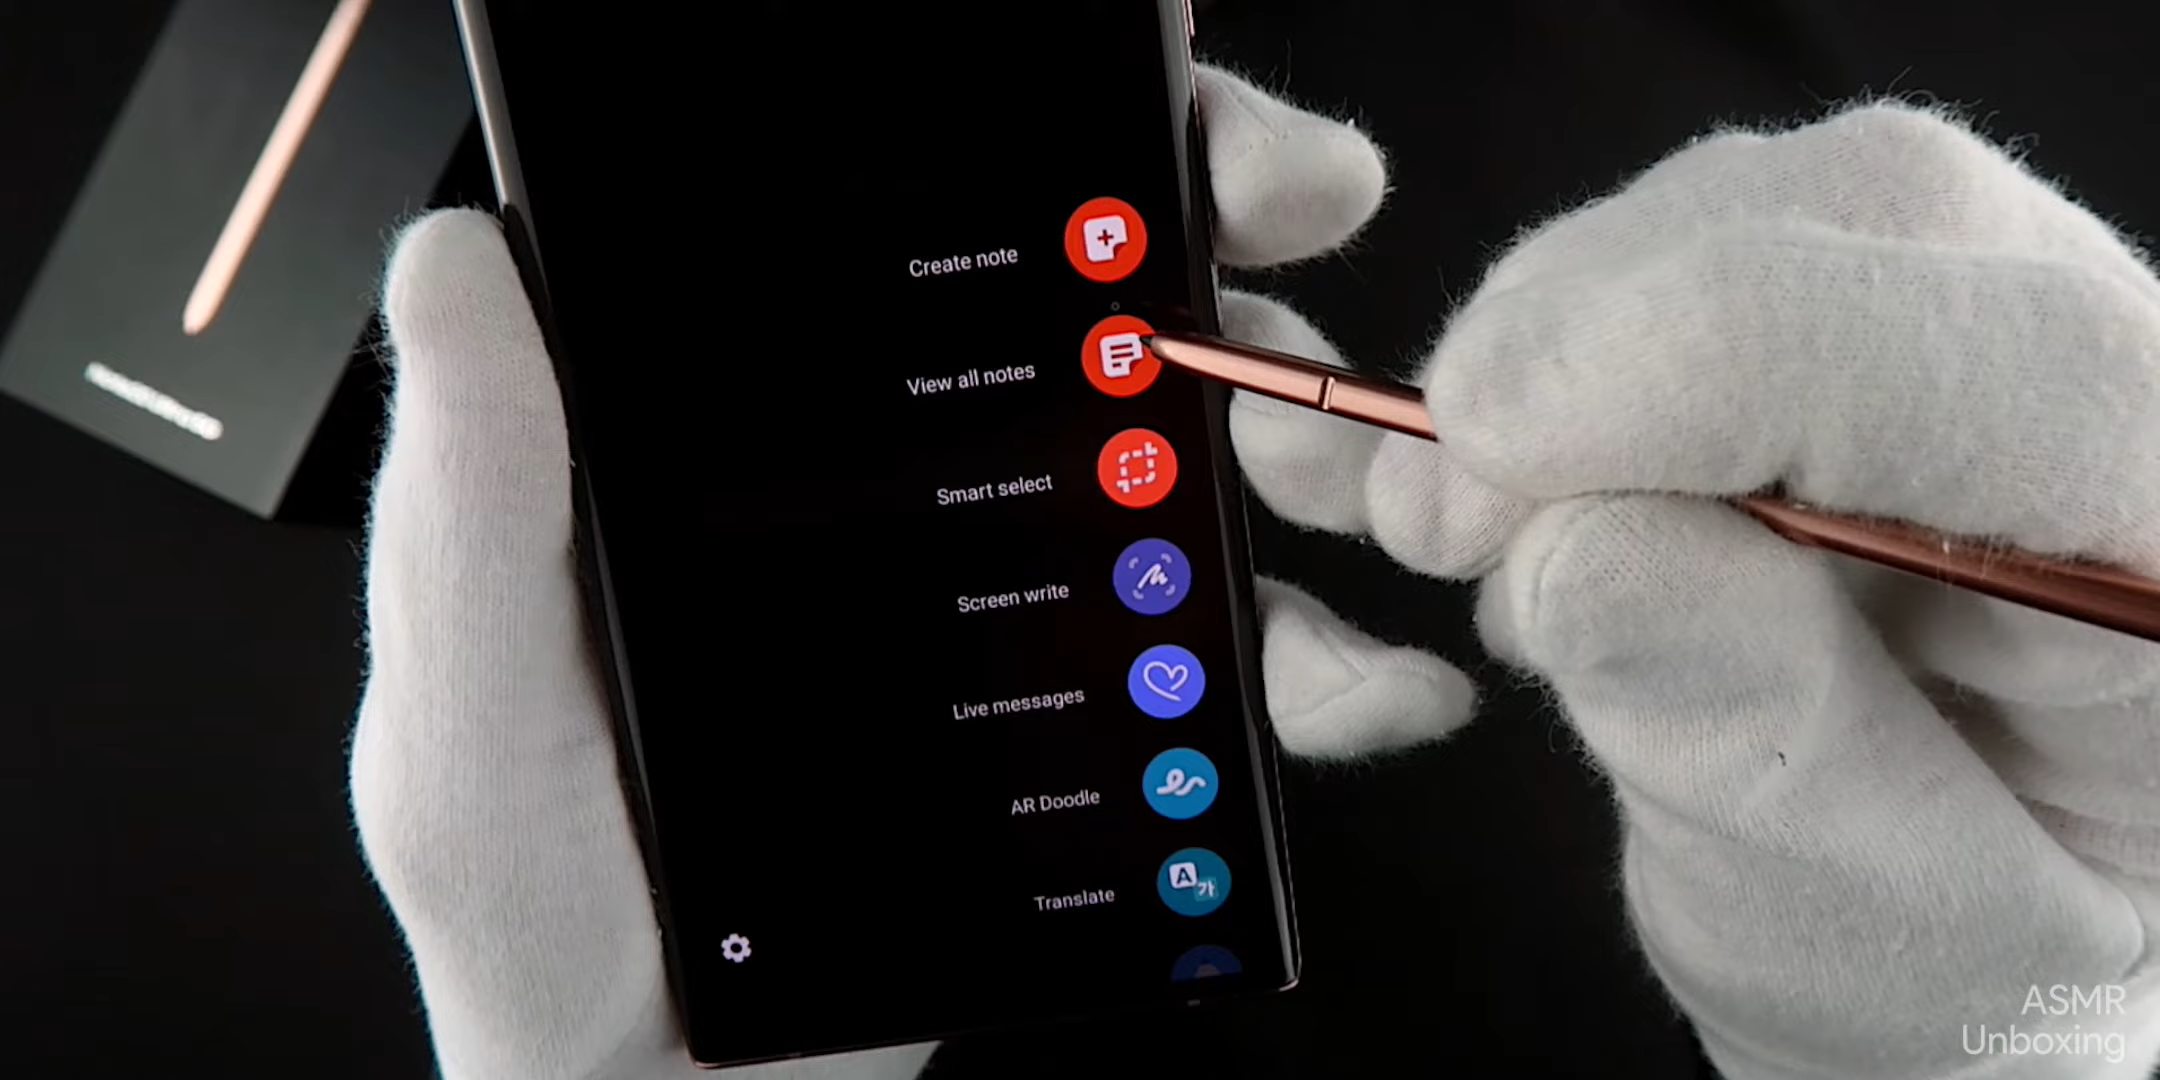 Create note
View all notes
Smart select
Screen write
Live messages
AR Doodle
Translate
A
가
ASMR
Unboxing